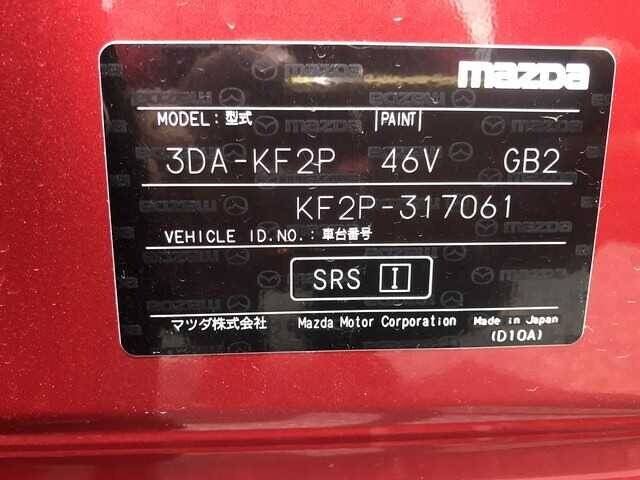 mazda
MODEL: 型式 PAINT
3DA-KF2P 46V GB2
KF2P-317061
VEHICLE ID.NO.: 車台番号
SRS I
マツダ株式会社 Mazda Motor Corporation Made in Japan
(D10A)